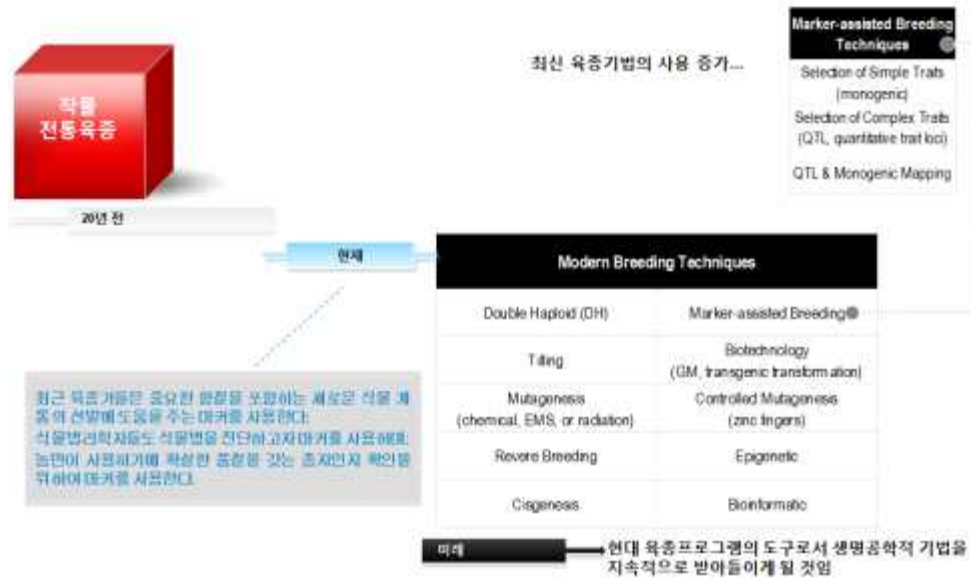 작물
전통육종
20년 전
최신 육종기법의 사용 증가...
Marker-assisted Breeding
Techniques
Selection of Simple Traits
(monogenic)
Selection of Complex Traits
(QTL, quantitative trait loci)
QTL & Monogenic Mapping
현재
Modern Breeding Techniques
Double Haploid (DH)
Marker-assisted Breeding
Tilling
Biotechnology
(GM, transgenic transformation)
Mutagenesis
(chemical, EMS, or radiation)
Controlled Mutagenesis
(zinc fingers)
Revere Breeding
Epigenetic
Cisgenesis
Bioinformatic
최근 육종가들은 중요한 형질을 포함하는 새로운 작물 계
통의 선발에 도움을 주는 마커를 사용한다.
식물병리학자들도 식물병을 진단하고자 마커를 사용하며,
농민이 사용하기에 확실한 품질을 갖는 종자인지 확인을
위하여 마커를 사용한다.
미래
현대 육종프로그램의 도구로서 생명공학적 기법을
지속적으로 받아들이게 될 것임